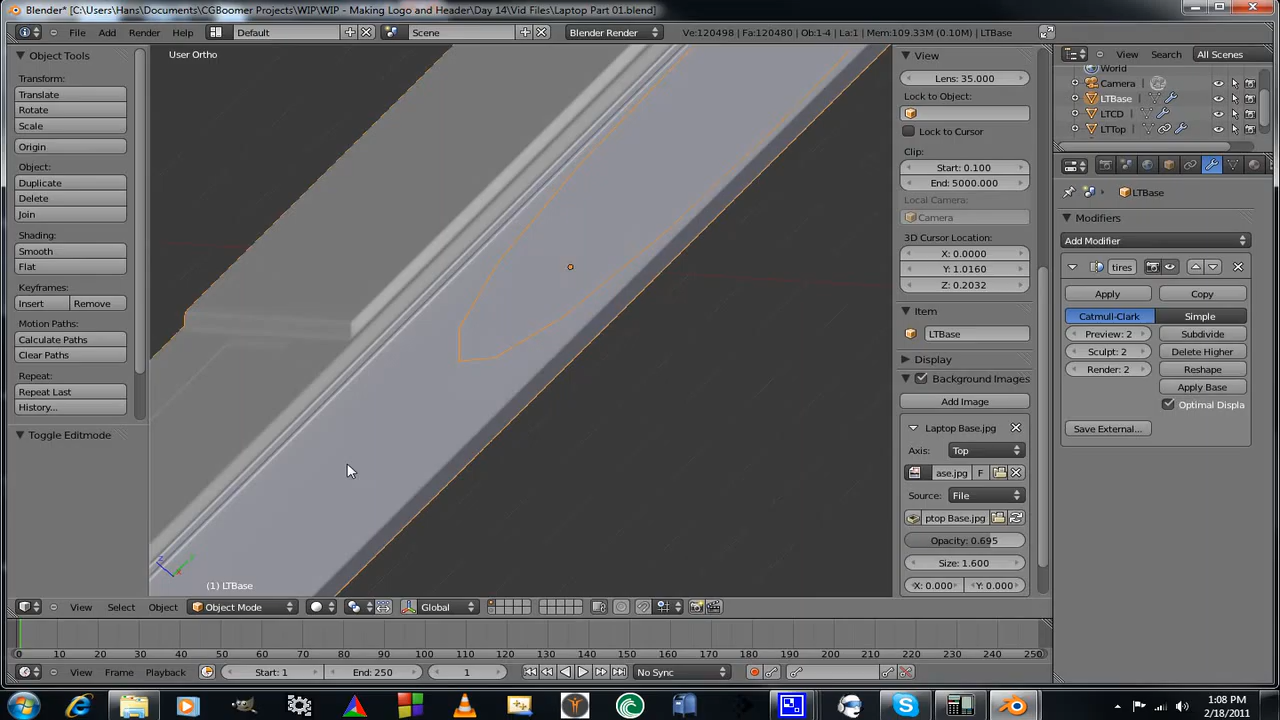 Blender* [C:\Users\Hans\Documents\CGBoomer Projects\WIP\WIP - Making Logo and Header\Day 14\Vid Files\Laptop Part 01.blend]
File Add Render Help Default Scene Blender Render Ve:120498 | Fa:120480 | Ob:1-4 | La:1 | Mem:109.33M (0.10M) | LTBase
Object Tools
Transform:
Translate
Rotate
Scale
Origin
Object:
Duplicate
Delete
Join
Shading:
Smooth
Flat
Keyframes:
Insert Remove
Motion Paths:
Calculate Paths
Clear Paths
Repeat:
Repeat Last
History...
Toggle Editmode
User Ortho
(1) LTBase
View
Lens: 35.000
Lock to Object:
Lock to Cursor
Clip:
Start: 0.100
End: 5000.000
Local Camera:
Camera
3D Cursor Location:
X: 0.0000
Y: 1.0160
Z: 0.2032
Item
LTBase
Display
Background Images
Add Image
Laptop Base.jpg
Axis: Top
ase.jpg F
Source: File
ptop Base.jpg
Opacity: 0.695
Size: 1.600
X: 0.000 Y: 0.000
View Search All Scenes
World
Camera
LTBase
LTCD
LTTop
LTBase
Modifiers
Add Modifier
tires
Apply Copy
Catmull-Clark Simple
Preview: 2 Subdivide
Sculpt: 2 Delete Higher
Render: 2 Reshape
Apply Base
Optimal Displa
Save External...
View Select Object Object Mode Global
0 10 20 30 40 50 60 70 80 90 100 110 120 130 140 150 160 170 180 190 200 210 220 230 240 250
View Frame Playback Start: 1 End: 250 1 No Sync
1:08 PM
2/18/2011